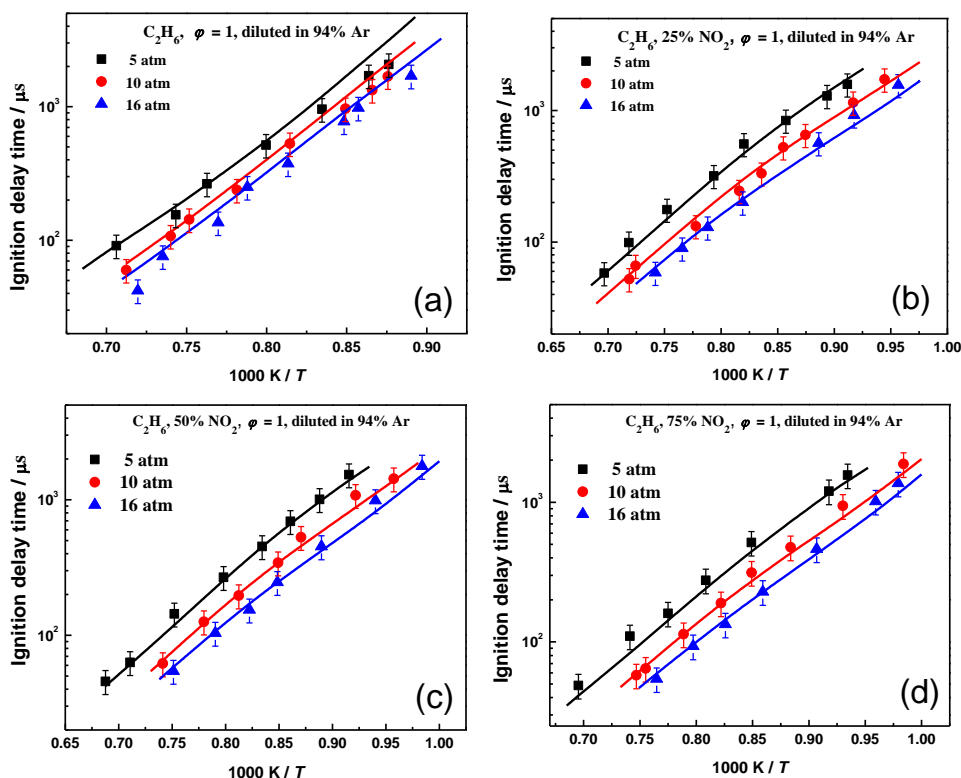 C2H6, φ = 1, diluted in 94% Ar
5 atm
10 atm
16 atm
10^3
10^2
Ignition delay time / μs
(a)
0.70 0.75 0.80 0.85 0.90
1000 K / T
C2H6, 25% NO2, φ = 1, diluted in 94% Ar
5 atm
10 atm
16 atm
10^3
10^2
Ignition delay time / μs
(b)
0.65 0.70 0.75 0.80 0.85 0.90 0.95 1.00
1000 K / T
C2H6, 50% NO2, φ = 1, diluted in 94% Ar
5 atm
10 atm
16 atm
10^3
10^2
Ignition delay time / μs
(c)
0.65 0.70 0.75 0.80 0.85 0.90 0.95 1.00
1000 K / T
C2H6, 75% NO2, φ = 1, diluted in 94% Ar
5 atm
10 atm
16 atm
10^3
10^2
Ignition delay time / μs
(d)
0.70 0.75 0.80 0.85 0.90 0.95 1.00
1000 K / T